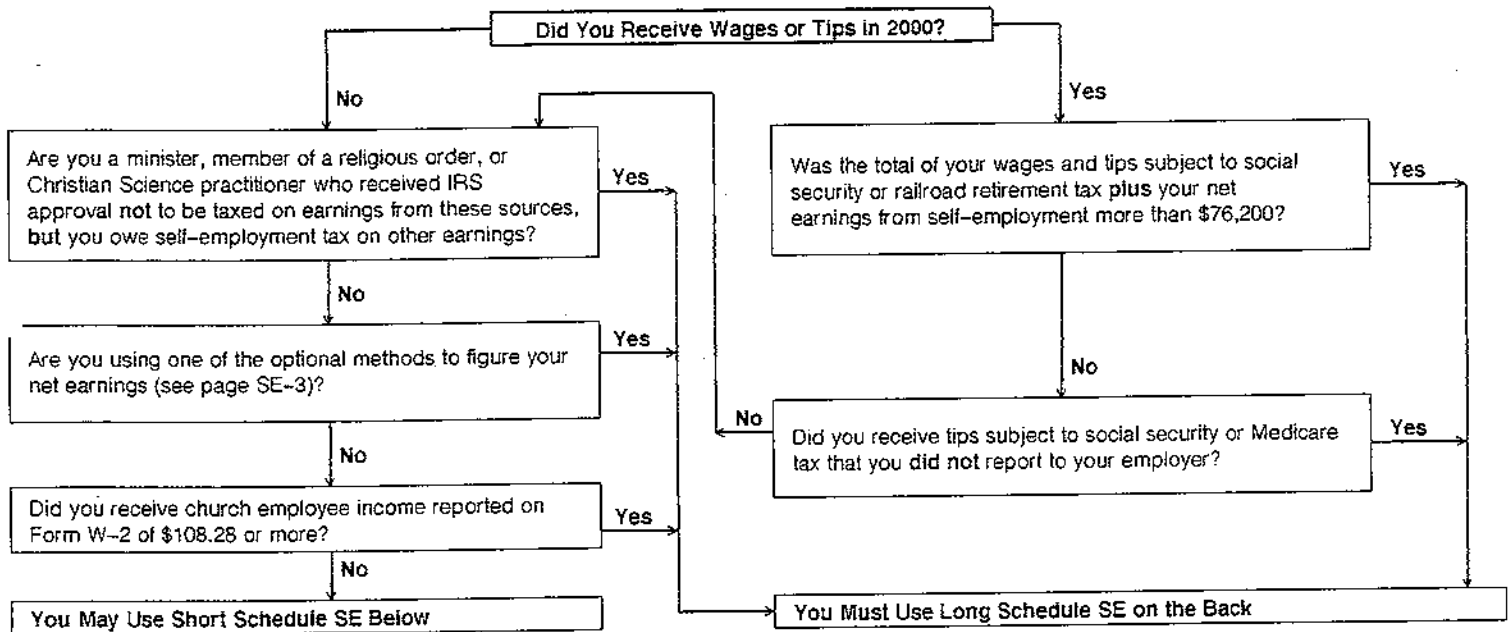 Did You Receive Wages or Tips in 2000?
No
Yes
Are you a minister, member of a religious order, or
Christian Science practitioner who received IRS
approval not to be taxed on earnings from these sources,
but you owe self-employment tax on other earnings?
Yes
Was the total of your wages and tips subject to social
security or railroad retirement tax plus your net
earnings from self-employment more than $76,200?
Yes
No
Are you using one of the optional methods to figure your
net earnings (see page SE-3)?
Yes
No
No
Did you receive tips subject to social security or Medicare
tax that you did not report to your employer?
Yes
No
Did you receive church employee income reported on
Form W-2 of $108.28 or more?
Yes
No
You May Use Short Schedule SE Below
You Must Use Long Schedule SE on the Back